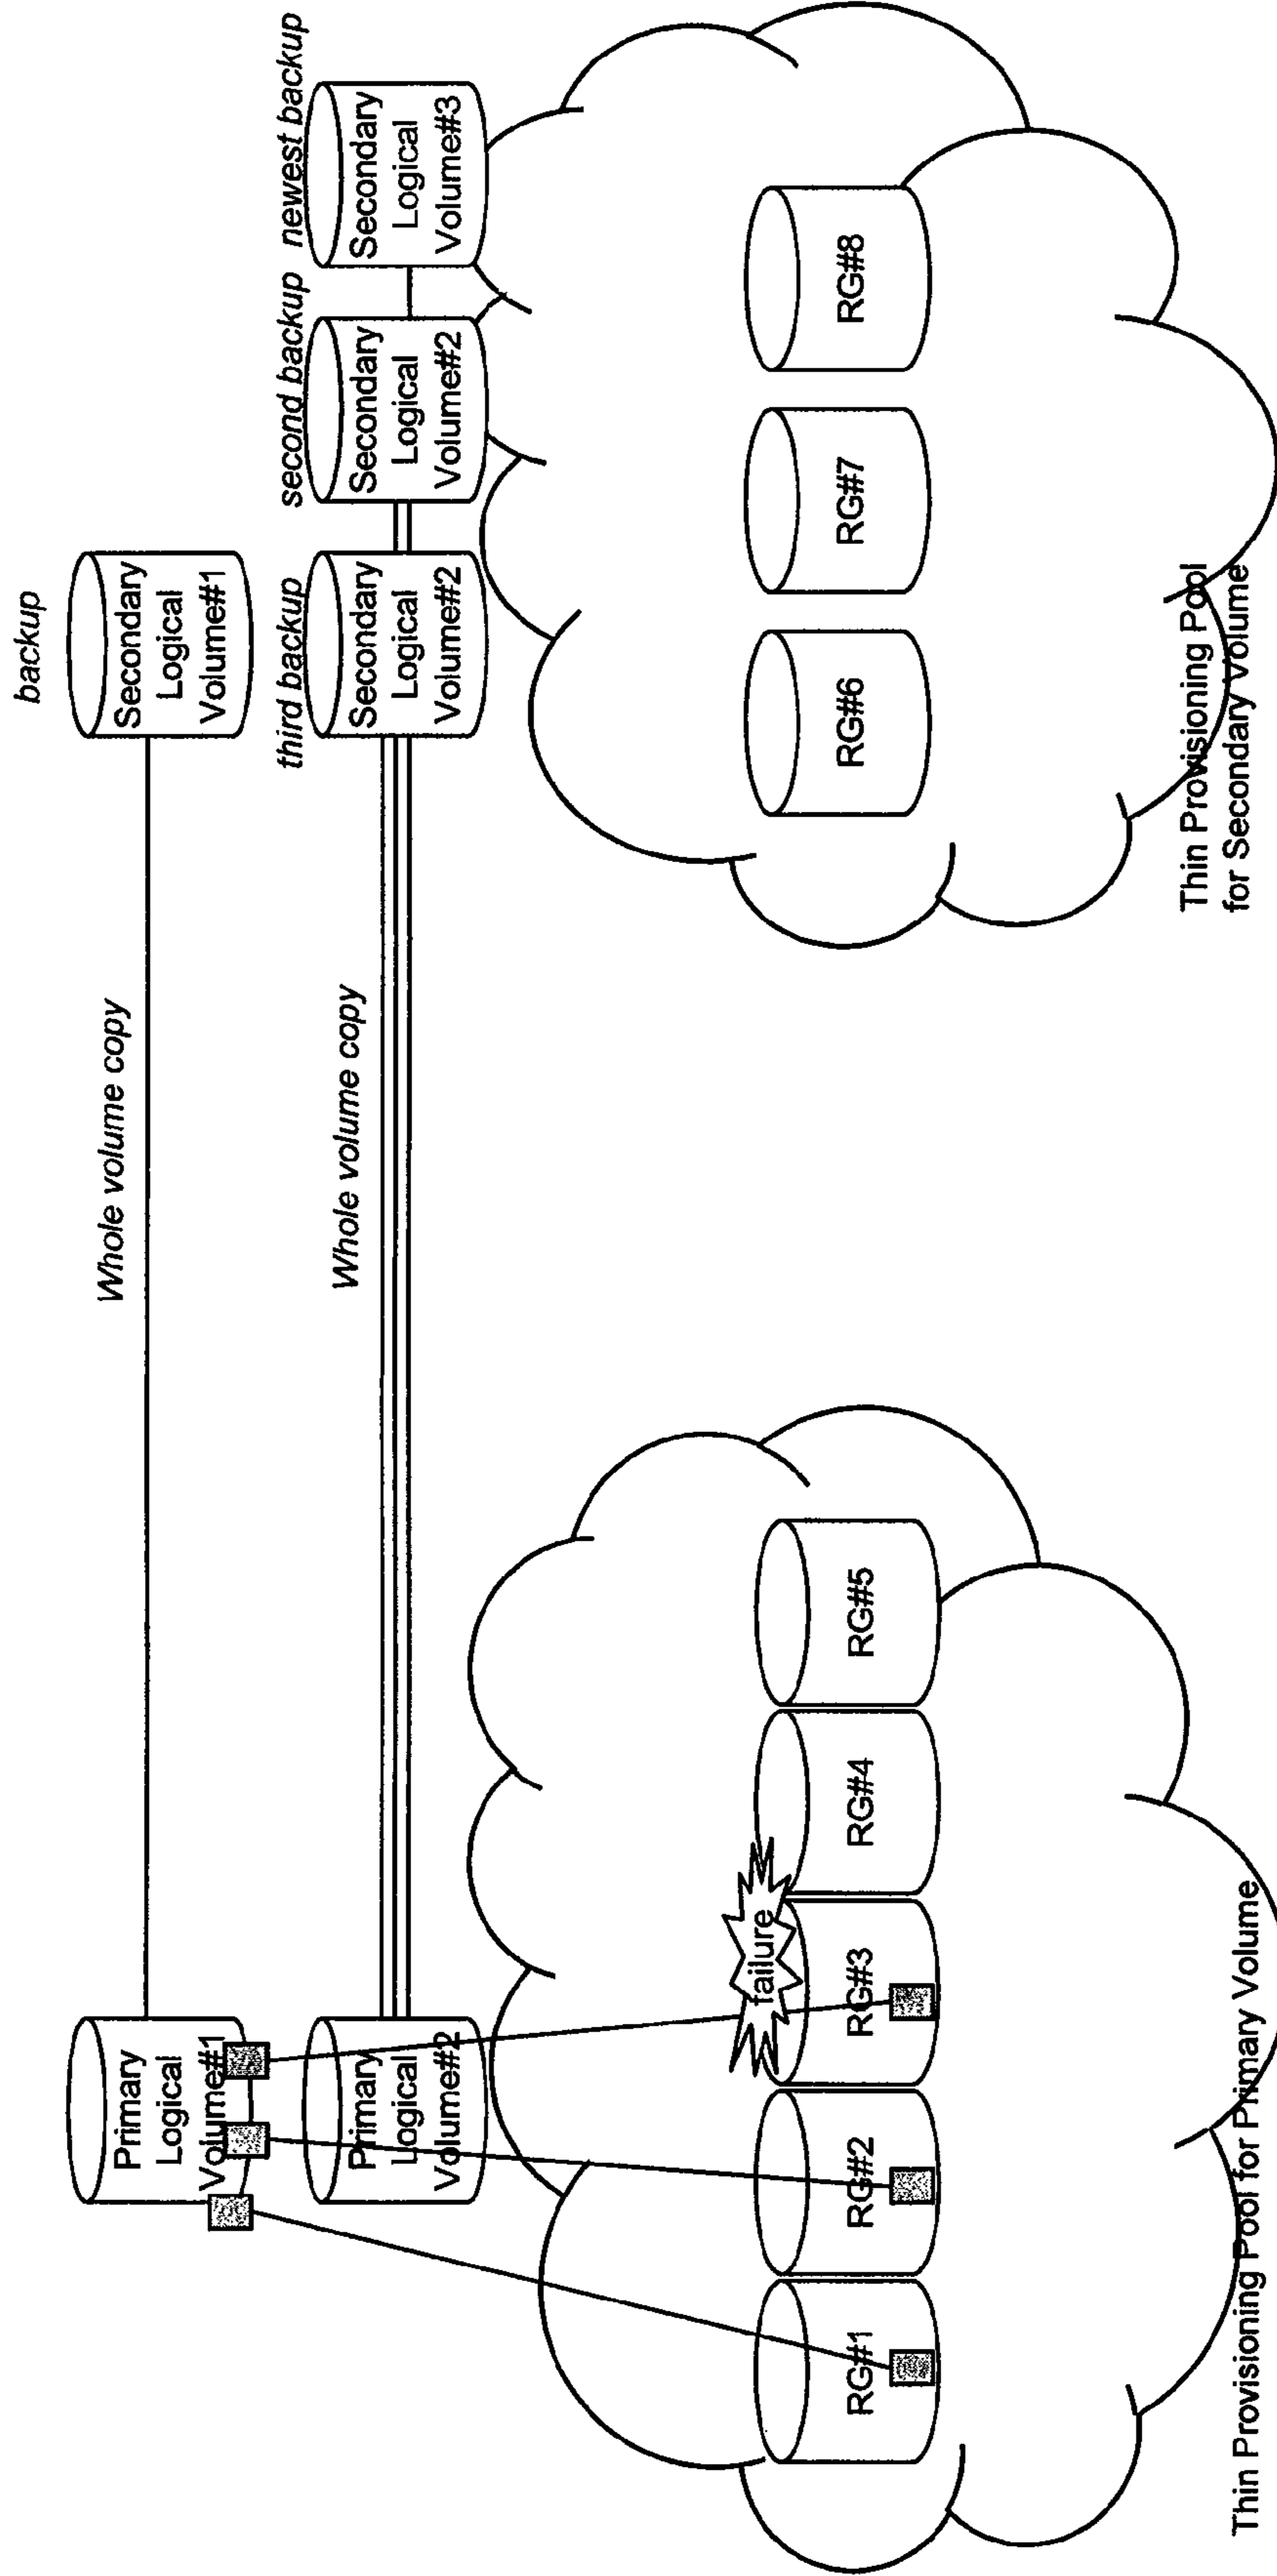 backup
Primary
Logical
Volume#1
Whole volume copy
Secondary
Logical
Volume#1
third backup
second backup
newest backup
Primary
Logical
Volume#2
Whole volume copy
Secondary
Logical
Volume#2
Secondary
Logical
Volume#2
Secondary
Logical
Volume#3
failure
RG#1
RG#2
RG#3
RG#4
RG#5
RG#6
RG#7
RG#8
Thin Provisioning Pool for Primary Volume
Thin Provisioning Pool
for Secondary Volume